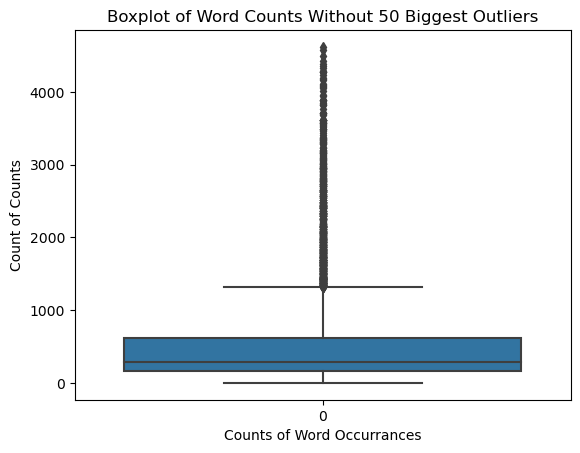 Boxplot of Word Counts Without 50 Biggest Outliers
4000
3000
2000
1000
0
Count of Counts
0
Counts of Word Occurrances